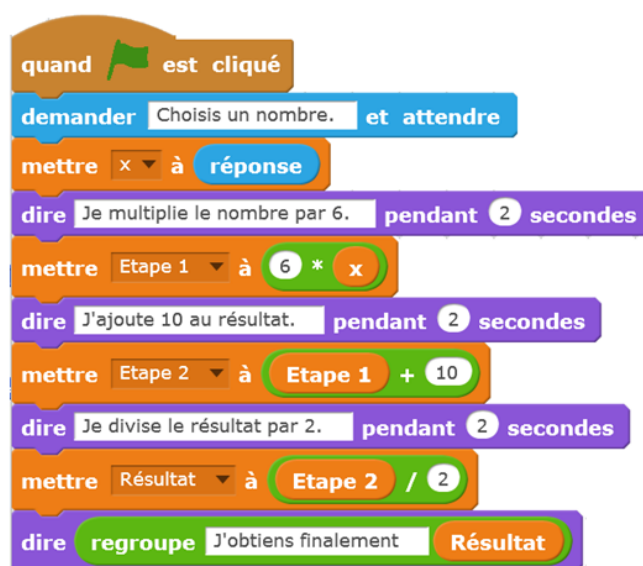 quand est cliqué
demander Choisis un nombre. et attendre
mettre x à réponse
dire Je multiplie le nombre par 6. pendant 2 secondes
mettre Etape 1 à 6 * x
dire J'ajoute 10 au résultat. pendant 2 secondes
mettre Etape 2 à Etape 1 + 10
dire Je divise le résultat par 2. pendant 2 secondes
mettre Résultat à Etape 2 / 2
dire regroupe J'obtiens finalement Résultat